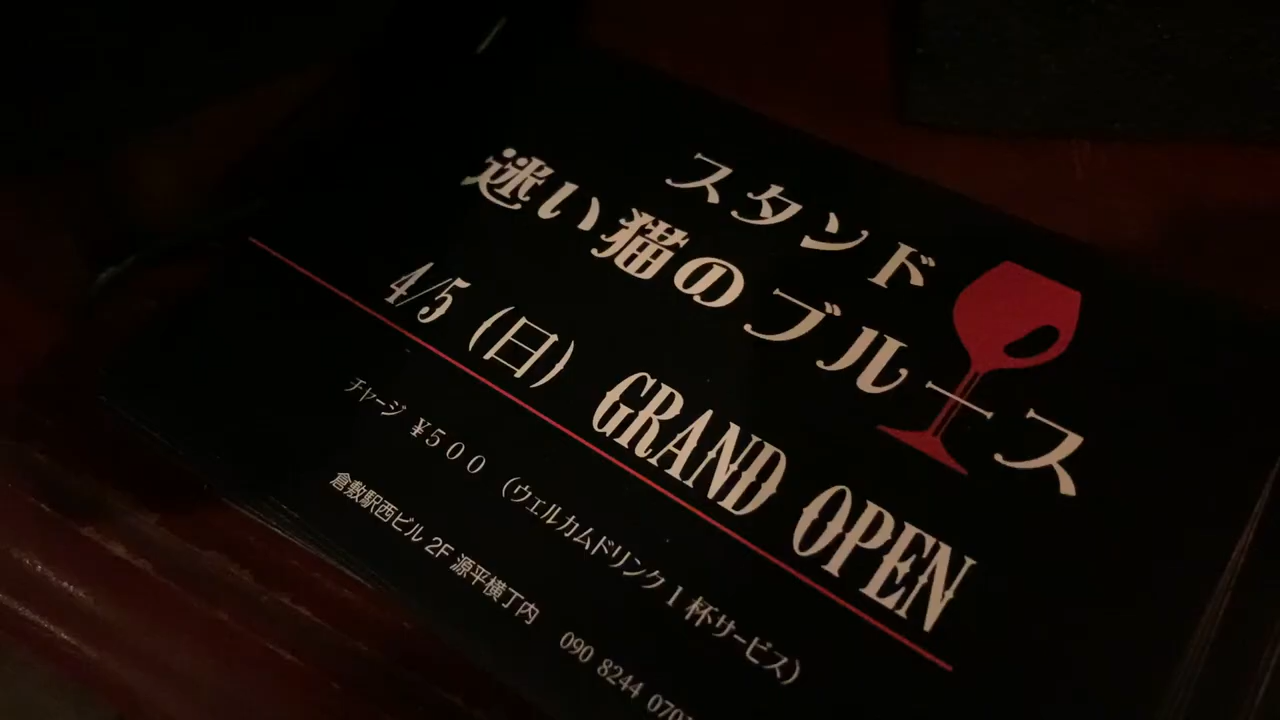 スタンド
迷い猫のブルース
4/5（日） GRAND OPEN
チャージ ¥500 （ウェルカムドリンク1杯サービス）
倉敷駅西ビル 2F 源平横丁内 090 8244